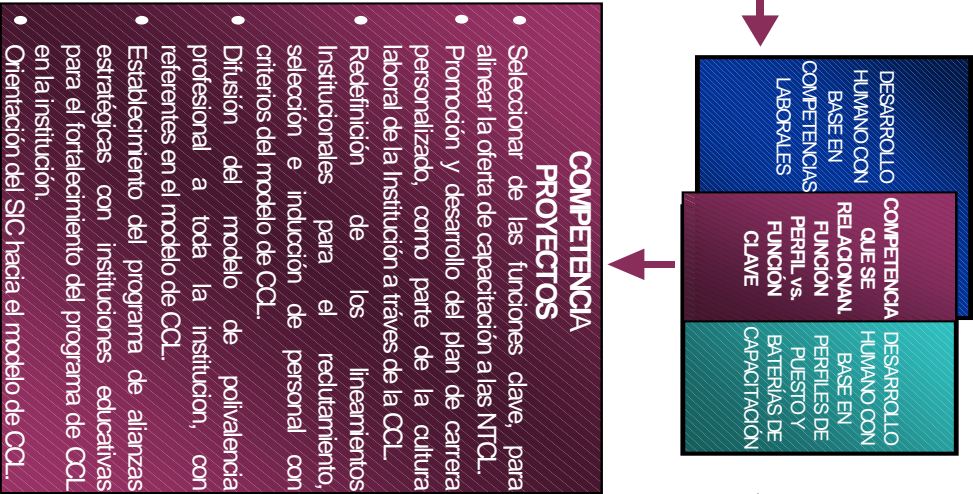 DESARROLLO
HUMANO CON
BASE EN
COMPETENCIAS
LABORALES
COMPETENCIA
QUE SE
RELACIONAN.
FUNCIÓN
PERFIL vs.
FUNCIÓN
CLAVE
DESARROLLO
HUMANO CON
BASE EN
PERFILES DE
PUESTO Y
BATERÍAS DE
CAPACITACIÓN
COMPETENCIA
PROYECTOS
• Seleccionar de las funciones clave, para
alinear la oferta de capacitación a las NTCL.
• Promoción y desarrollo del plan de carrera
personalizado, como parte de la cultura
laboral de la Institución a tráves de la CCL.
• Redefinición de los lineamientos
Institucionales para el reclutamiento,
selección e inducción de personal con
criterios del modelo de CCL.
• Difusión del modelo de polivalencia
profesional a toda la institucion, con
referentes en el modelo de CCL.
• Establecimiento del programa de alianzas
estratégicas con instituciones educativas
para el fortalecimiento del programa de CCL
en la institución.
• Orientación del SIC hacia el modelo de CCL.